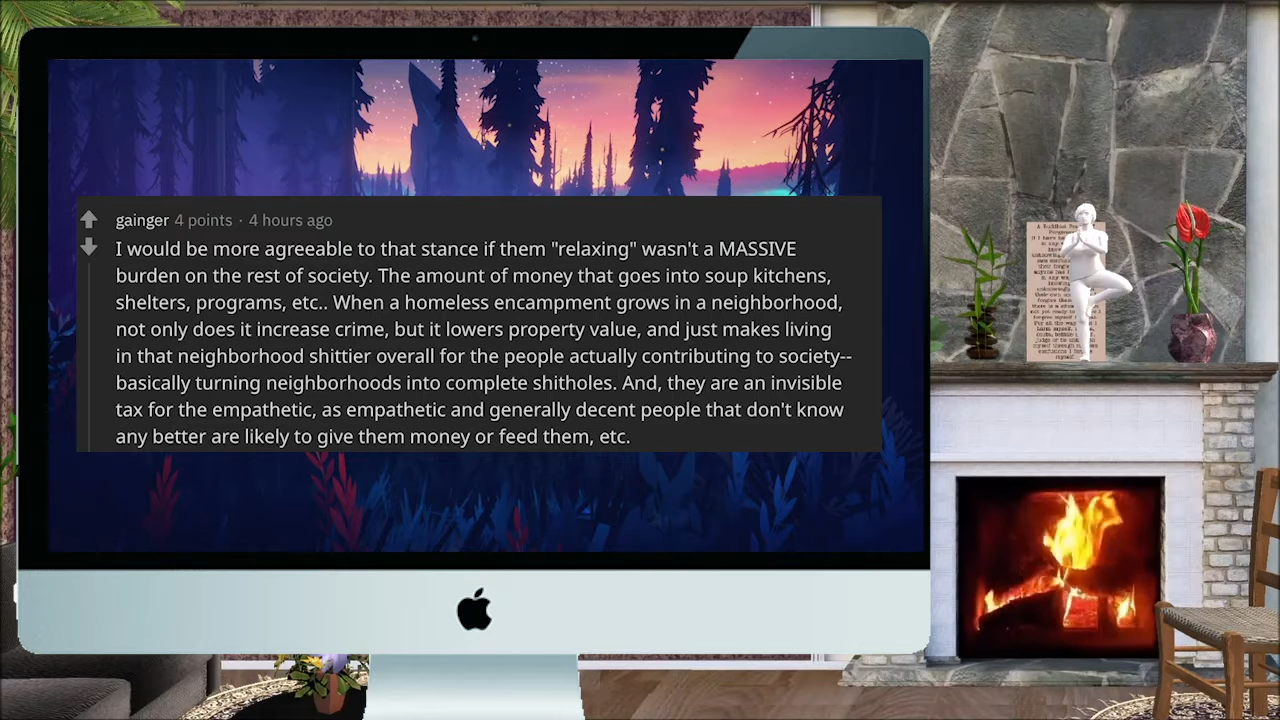 gainger 4 points · 4 hours ago
I would be more agreeable to that stance if them "relaxing" wasn't a MASSIVE
burden on the rest of society. The amount of money that goes into soup kitchens,
shelters, programs, etc.. When a homeless encampment grows in a neighborhood,
not only does it increase crime, but it lowers property value, and just makes living
in that neighborhood shittier overall for the people actually contributing to society--
basically turning neighborhoods into complete shitholes. And, they are an invisible
tax for the empathetic, as empathetic and generally decent people that don't know
any better are likely to give them money or feed them, etc.